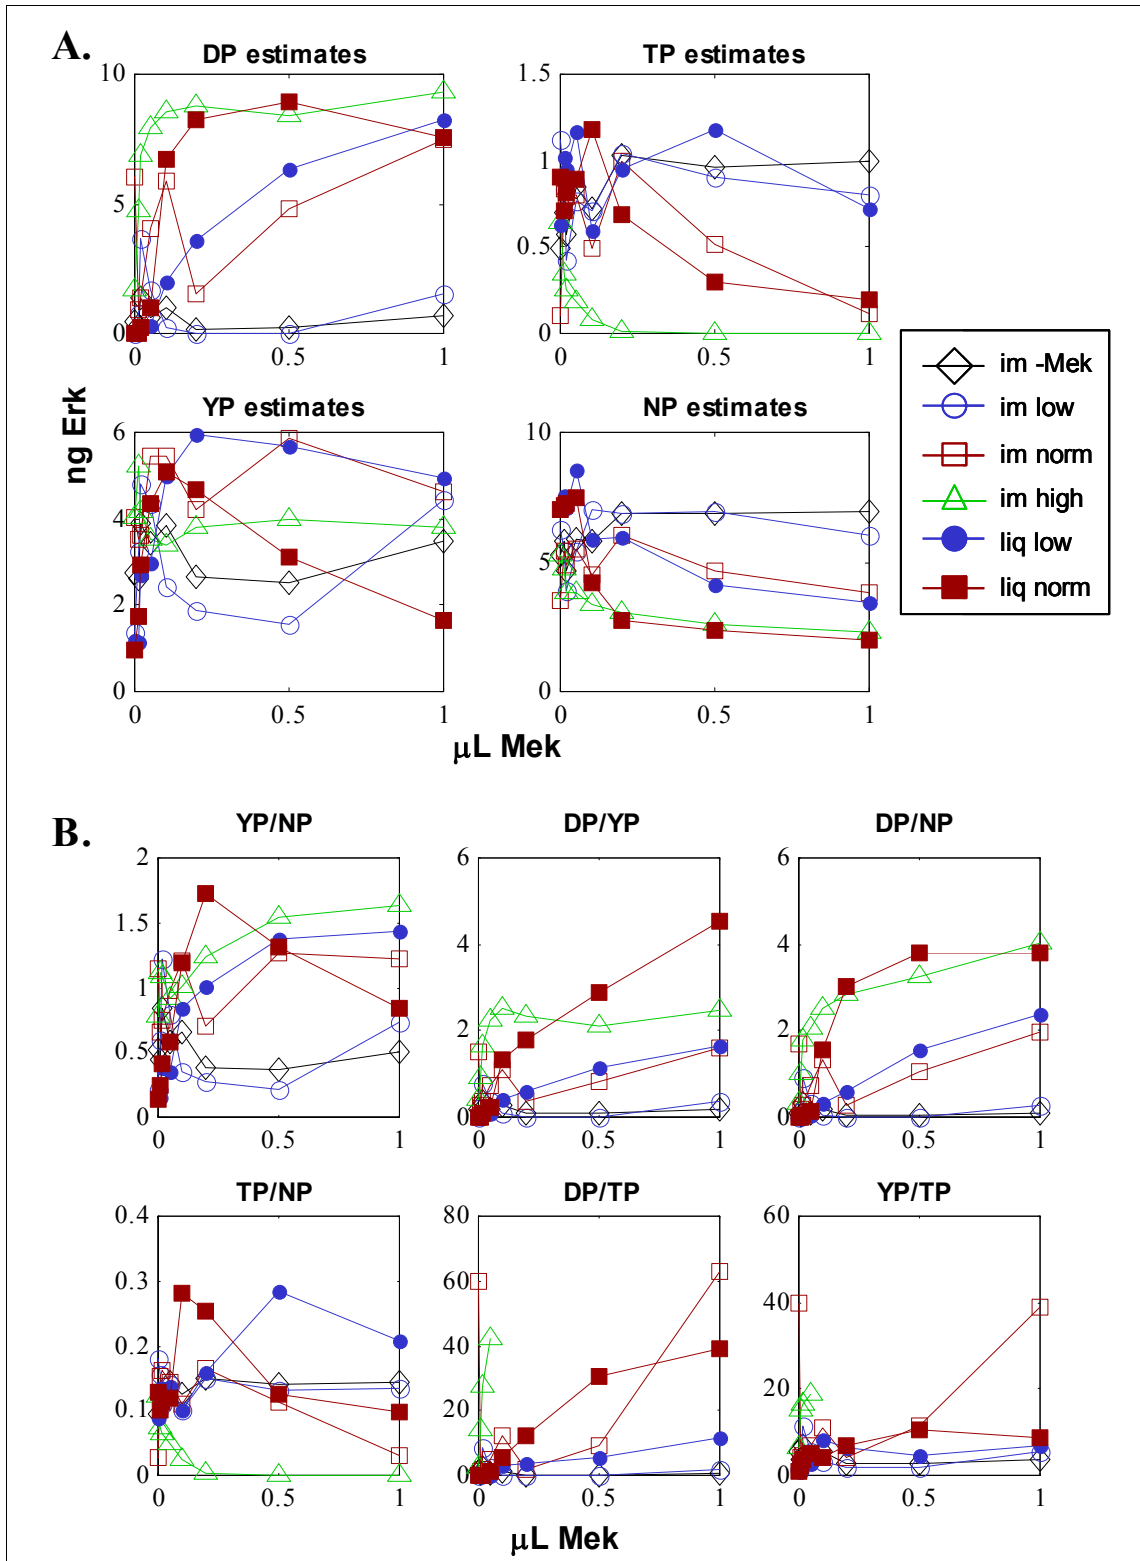 A.
DP estimates
TP estimates
10
5
0
0 0.5 1
1.5
1
0.5
0
0 0.5 1
YP estimates
NP estimates
6
4
2
0
0 0.5 1
10
5
0
0 0.5 1
ng Erk
μL Mek
im -Mek
im low
im norm
im high
liq low
liq norm
B.
YP/NP
DP/YP
DP/NP
2
1.5
1
0.5
0
0 0.5 1
6
4
2
0
0 0.5 1
6
4
2
0
0 0.5 1
TP/NP
DP/TP
YP/TP
0.4
0.3
0.2
0.1
0
0 0.5 1
80
60
40
20
0
0 0.5 1
60
40
20
0
0 0.5 1
μL Mek